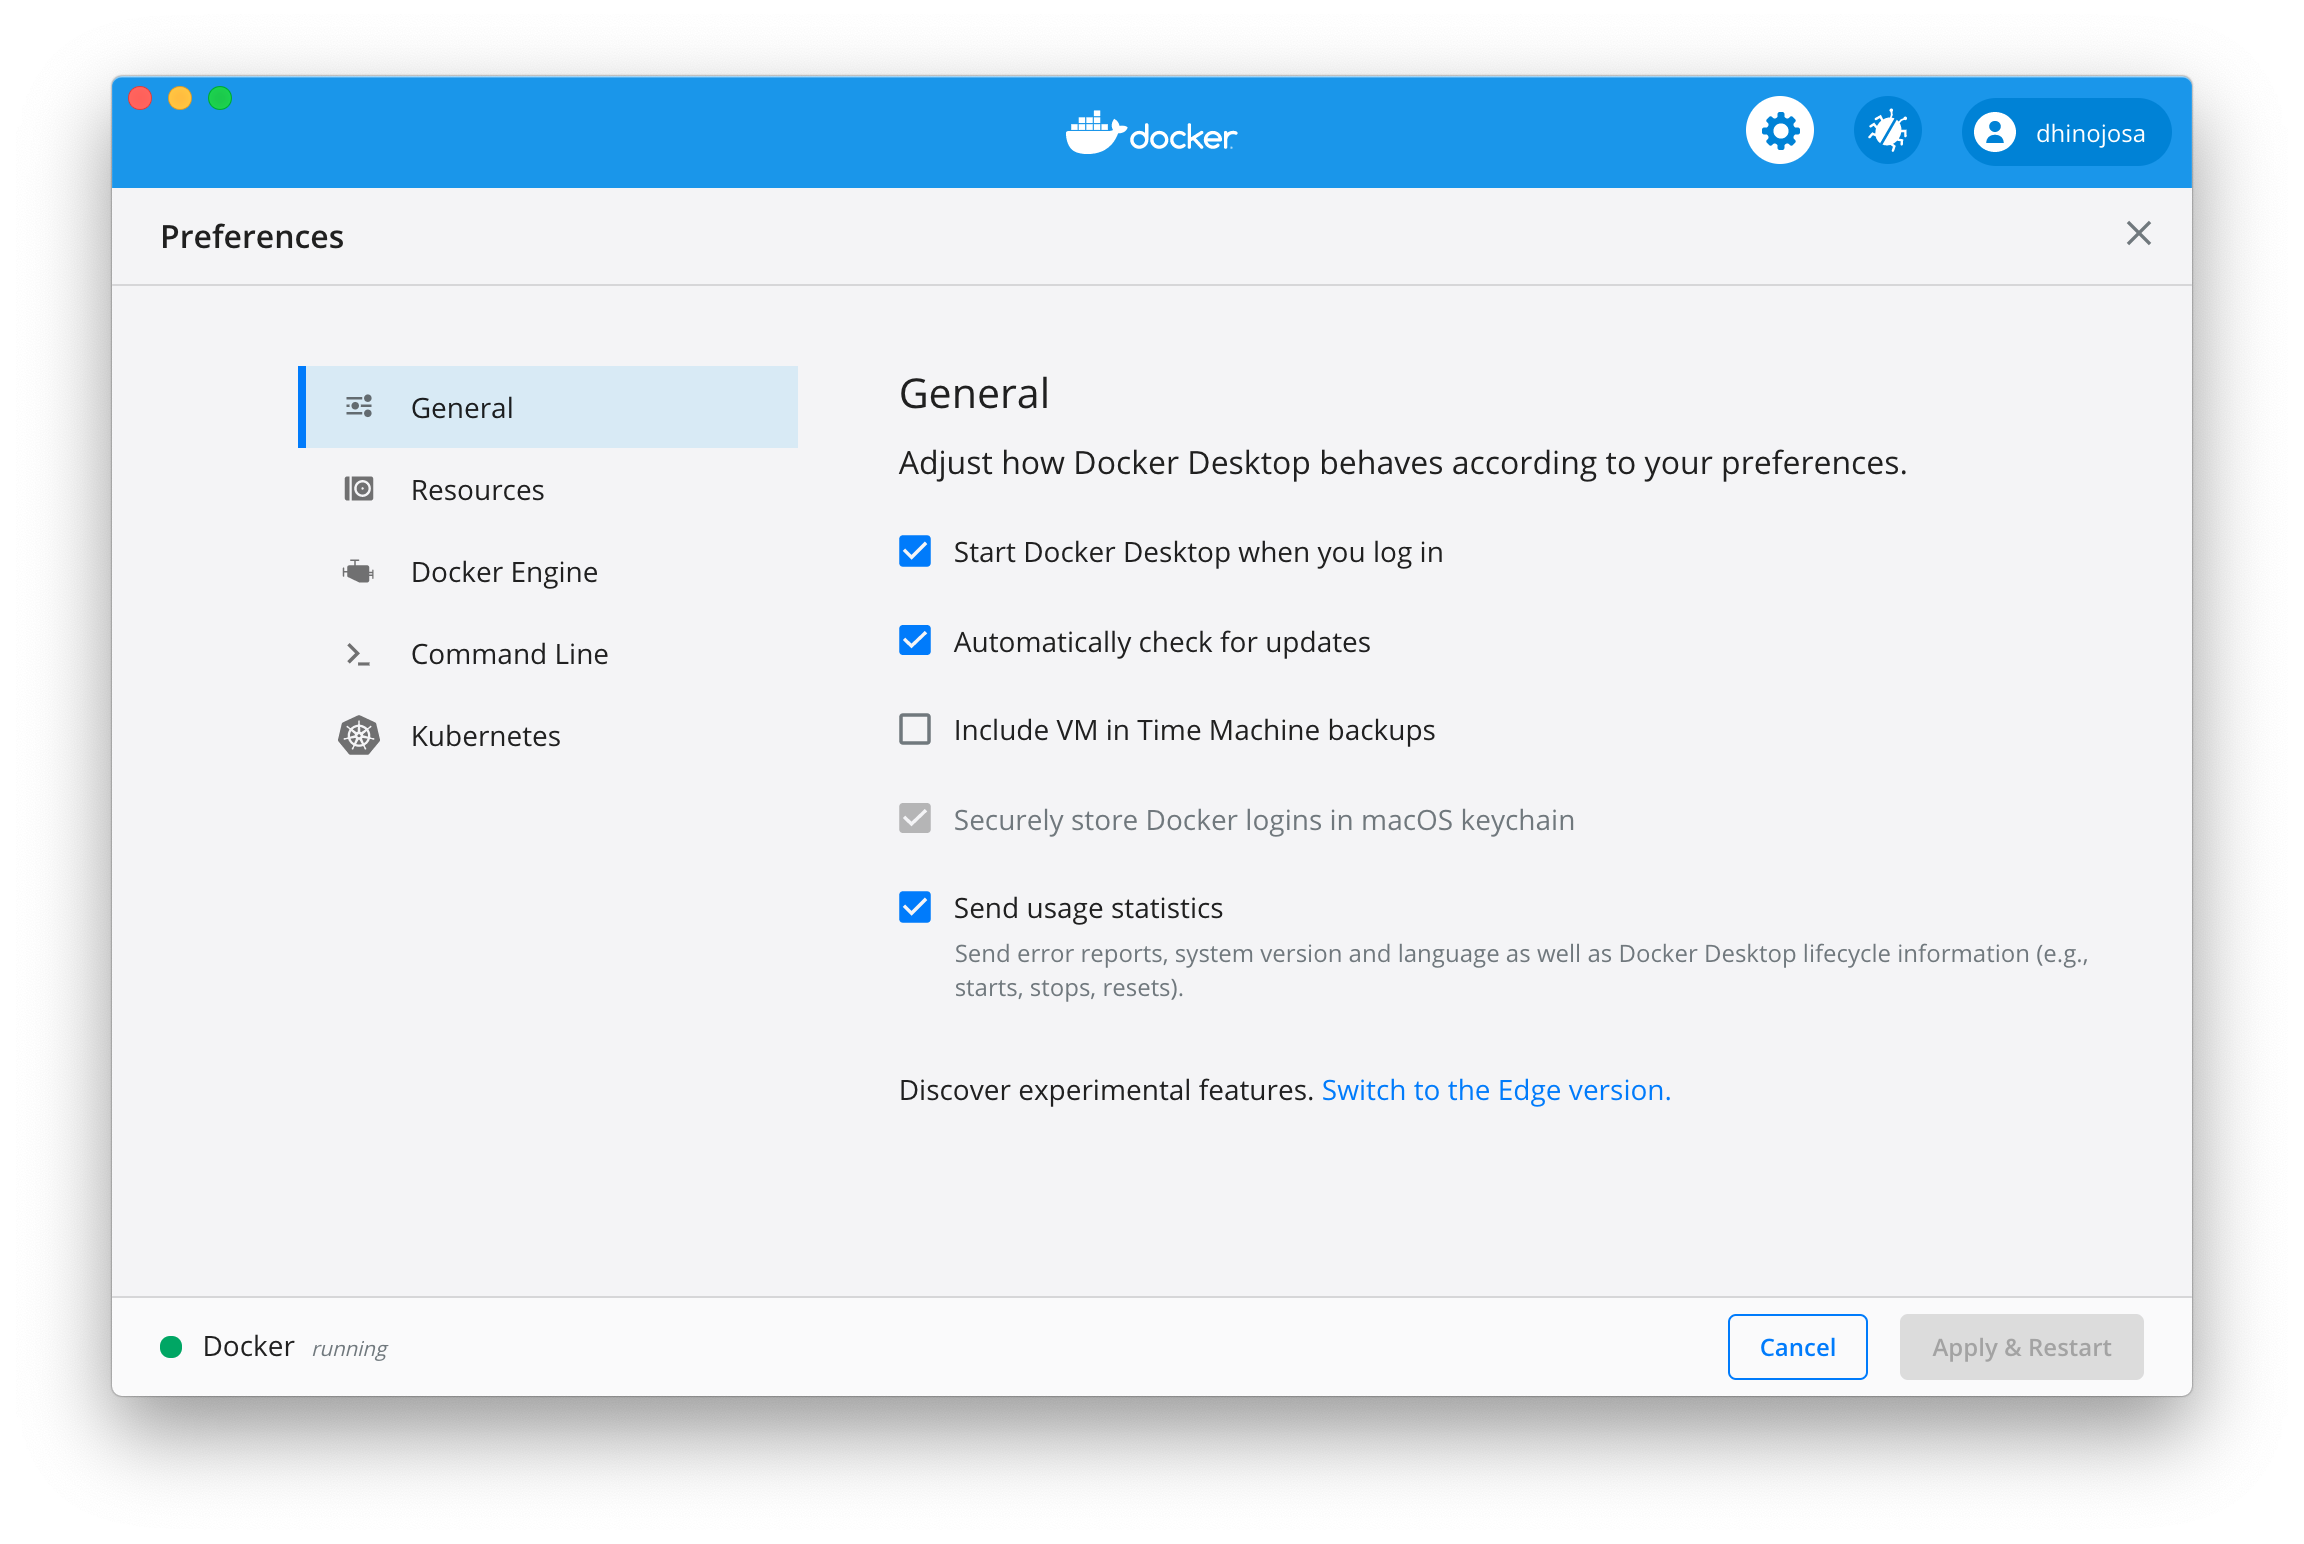 docker
dhinojosa
Preferences
General
Resources
Docker Engine
Command Line
Kubernetes
General
Adjust how Docker Desktop behaves according to your preferences.
Start Docker Desktop when you log in
Automatically check for updates
Include VM in Time Machine backups
Securely store Docker logins in macOS keychain
Send usage statistics
Send error reports, system version and language as well as Docker Desktop lifecycle information (e.g.,
starts, stops, resets).
Discover experimental features. Switch to the Edge version.
Docker running
Cancel
Apply & Restart